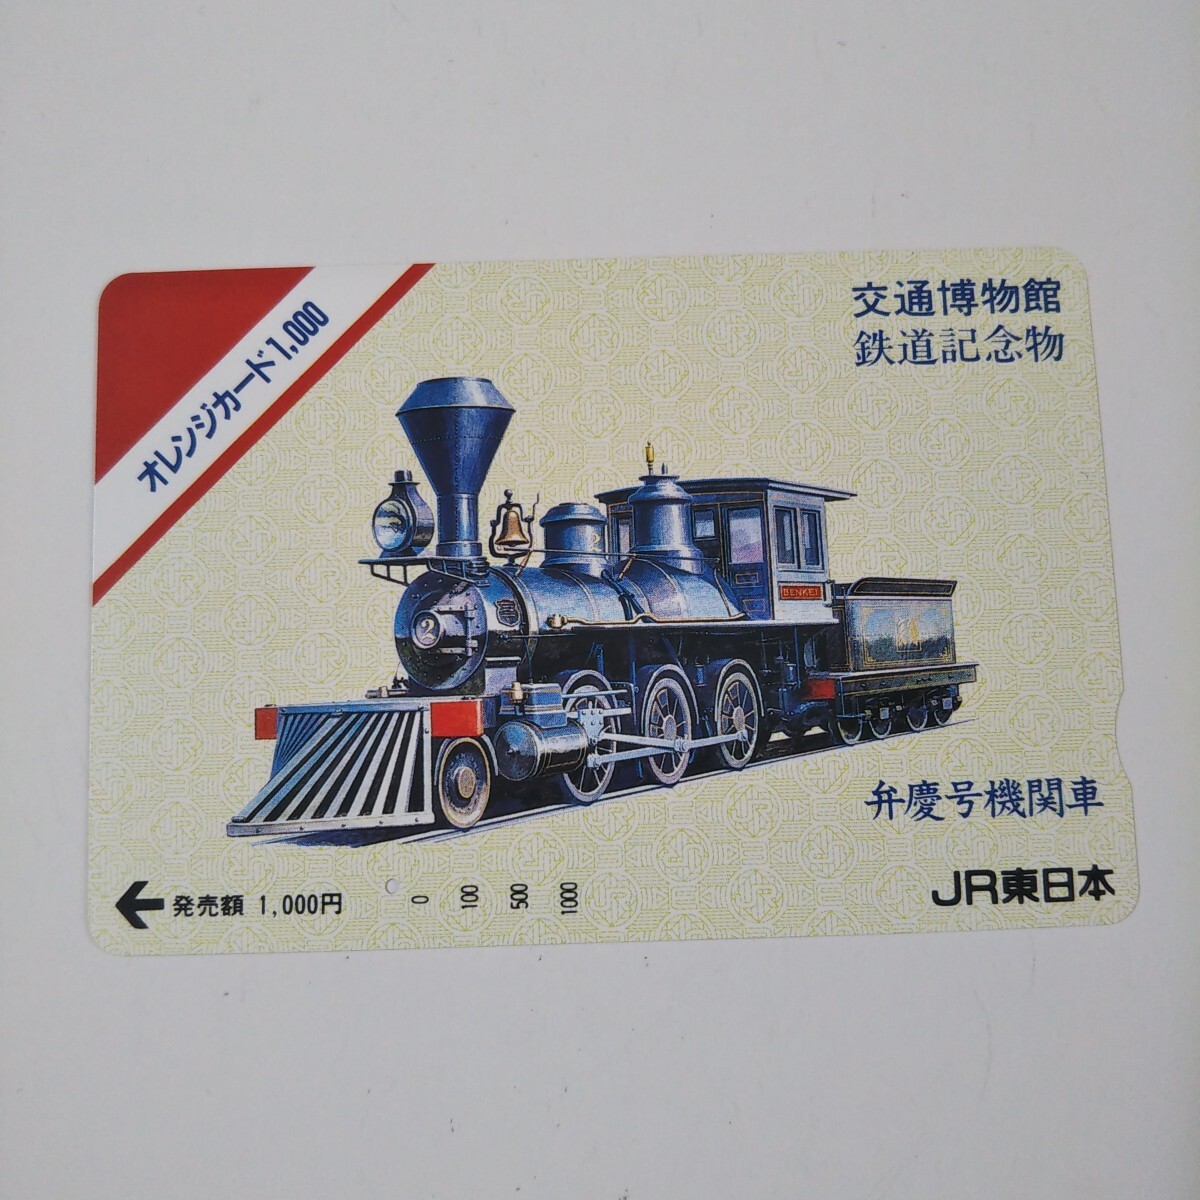 オレンジカード1,000
交通博物館
鉄道記念物
2
2
BENKEI
弁慶号機関車
JR東日本
発売額 1,000円
0 100 500 1000